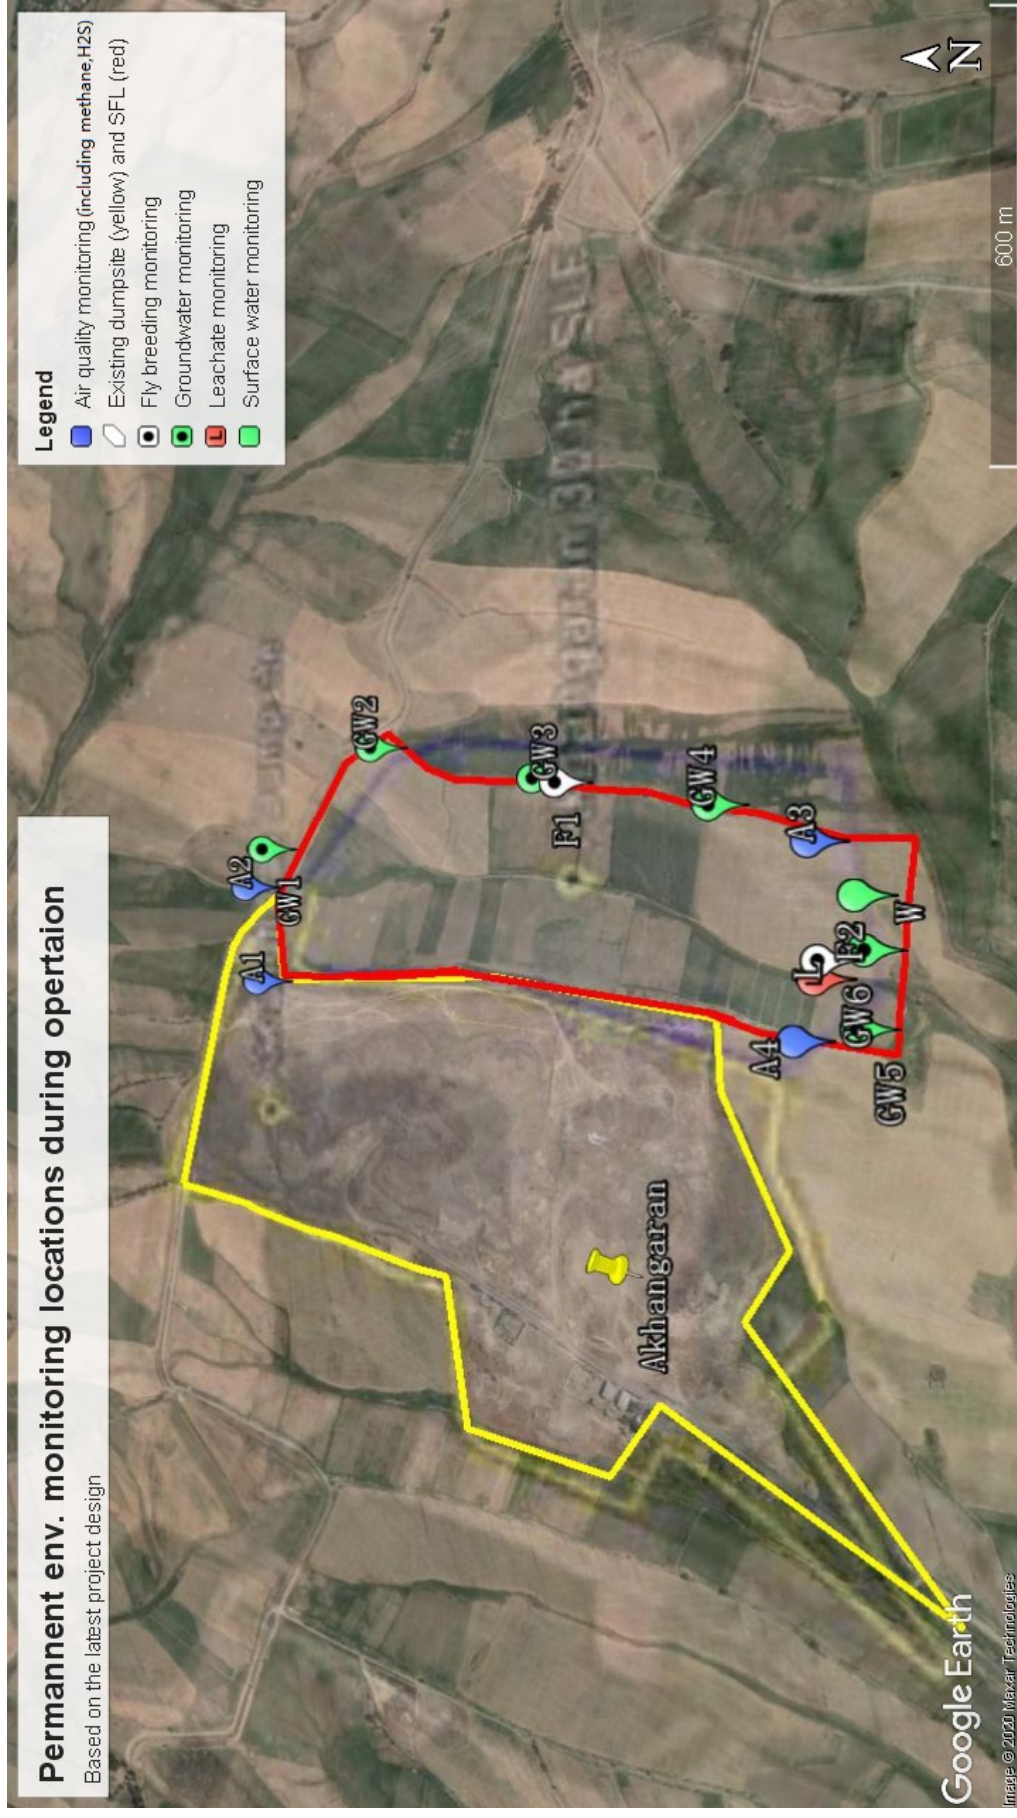 Permannent env. monitoring locations during opertaion
Based on the latest project design
Legend
Air quality monitoring (including methane,H2S)
Existing dumpsite (yellow) and SFL (red)
Fly breeding monitoring
Groundwater monitoring
L Leachate monitoring
Surface water monitoring
A1
A2
GW1
GW2
GW3
F1
GW4
A3
A4
L
F2
W
GW6
GW5
Akhangaran
N
Google Earth
Image © 2020 Maxar Technologies
600 m